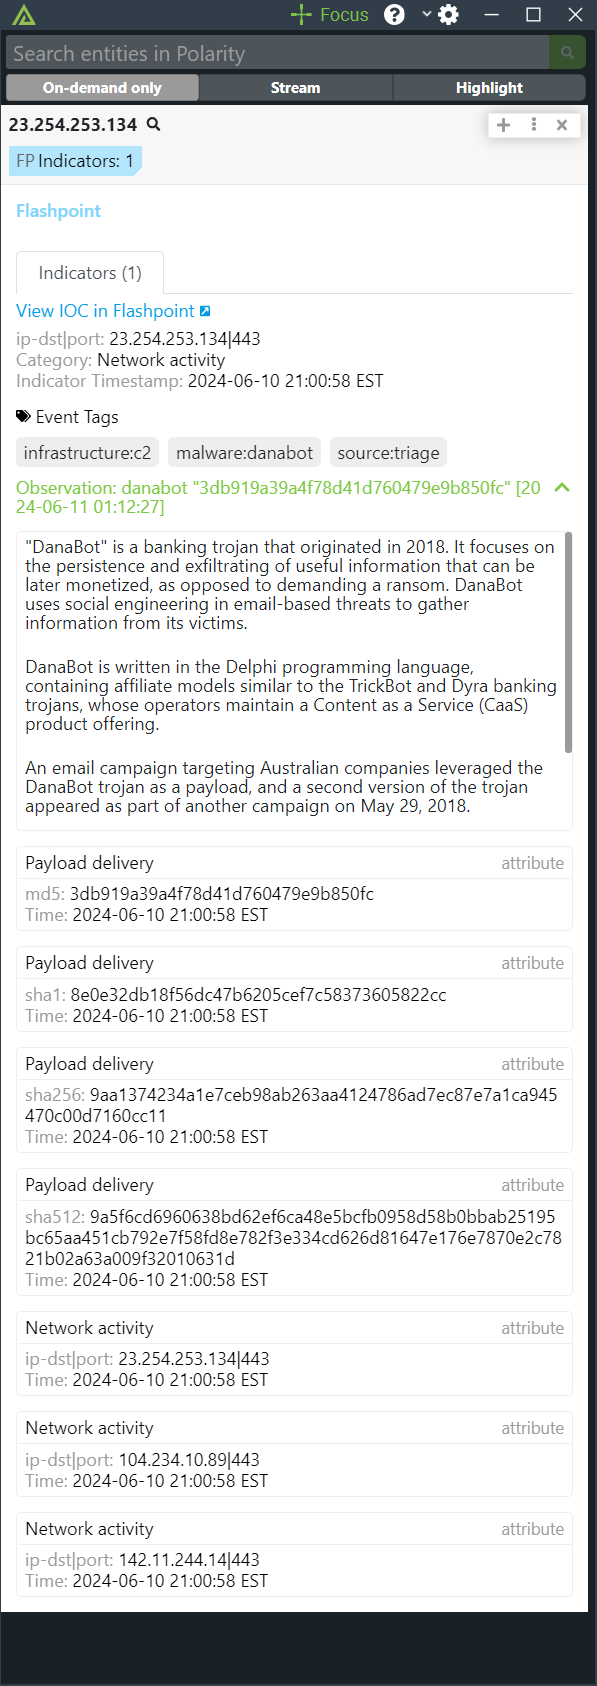 Focus
Search entities in Polarity
On-demand only
Stream
Highlight
23.254.253.134
FP Indicators: 1
Flashpoint
Indicators (1)
View IOC in Flashpoint
ip-dst|port: 23.254.253.134|443
Category: Network activity
Indicator Timestamp: 2024-06-10 21:00:58 EST
Event Tags
infrastructure:c2 malware:danabot source:triage
Observation: danabot "3db919a39a4f78d41d760479e9b850fc" [20
24-06-11 01:12:27]
"DanaBot" is a banking trojan that originated in 2018. It focuses on
the persistence and exfiltrating of useful information that can be
later monetized, as opposed to demanding a ransom. DanaBot
uses social engineering in email-based threats to gather
information from its victims.
DanaBot is written in the Delphi programming language,
containing affiliate models similar to the TrickBot and Dyra banking
trojans, whose operators maintain a Content as a Service (CaaS)
product offering.
An email campaign targeting Australian companies leveraged the
DanaBot trojan as a payload, and a second version of the trojan
appeared as part of another campaign on May 29, 2018.
Payload delivery attribute
md5: 3db919a39a4f78d41d760479e9b850fc
Time: 2024-06-10 21:00:58 EST
Payload delivery attribute
sha1: 8e0e32db18f56dc47b6205cef7c58373605822cc
Time: 2024-06-10 21:00:58 EST
Payload delivery attribute
sha256: 9aa1374234a1e7ceb98ab263aa4124786ad7ec87e7a1ca945
470c00d7160cc11
Time: 2024-06-10 21:00:58 EST
Payload delivery attribute
sha512: 9a5f6cd6960638bd62ef6ca48e5bcfb0958d58b0bbab25195
bc65aa451cb792e7f58fd8e782f3e334cd626d81647e176e7870e2c78
21b02a63a009f32010631d
Time: 2024-06-10 21:00:58 EST
Network activity attribute
ip-dst|port: 23.254.253.134|443
Time: 2024-06-10 21:00:58 EST
Network activity attribute
ip-dst|port: 104.234.10.89|443
Time: 2024-06-10 21:00:58 EST
Network activity attribute
ip-dst|port: 142.11.244.14|443
Time: 2024-06-10 21:00:58 EST